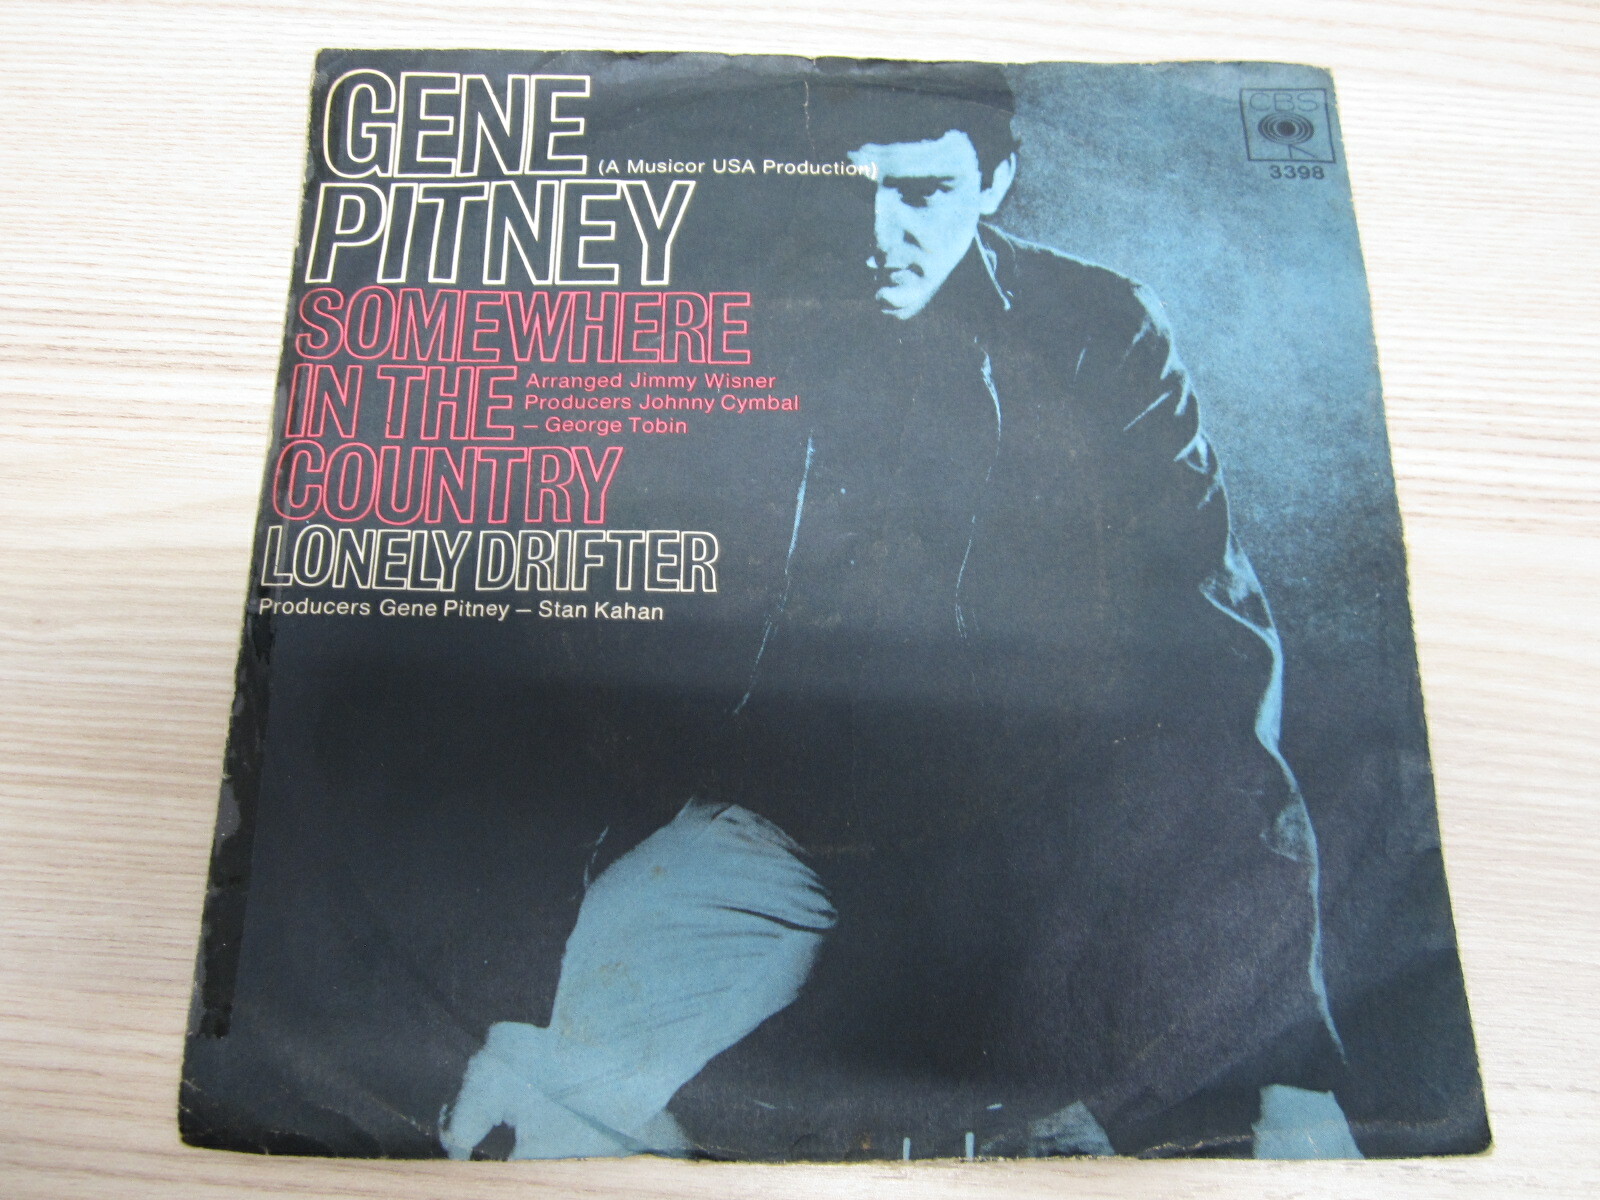 GENE
(A Musicor USA Production)
PITNEY
SOMEWHERE
IN THE
Arranged Jimmy Wisner
Producers Johnny Cymbal
– George Tobin
COUNTRY
LONELY DRIFTER
Producers Gene Pitney – Stan Kahan
CBS
3398